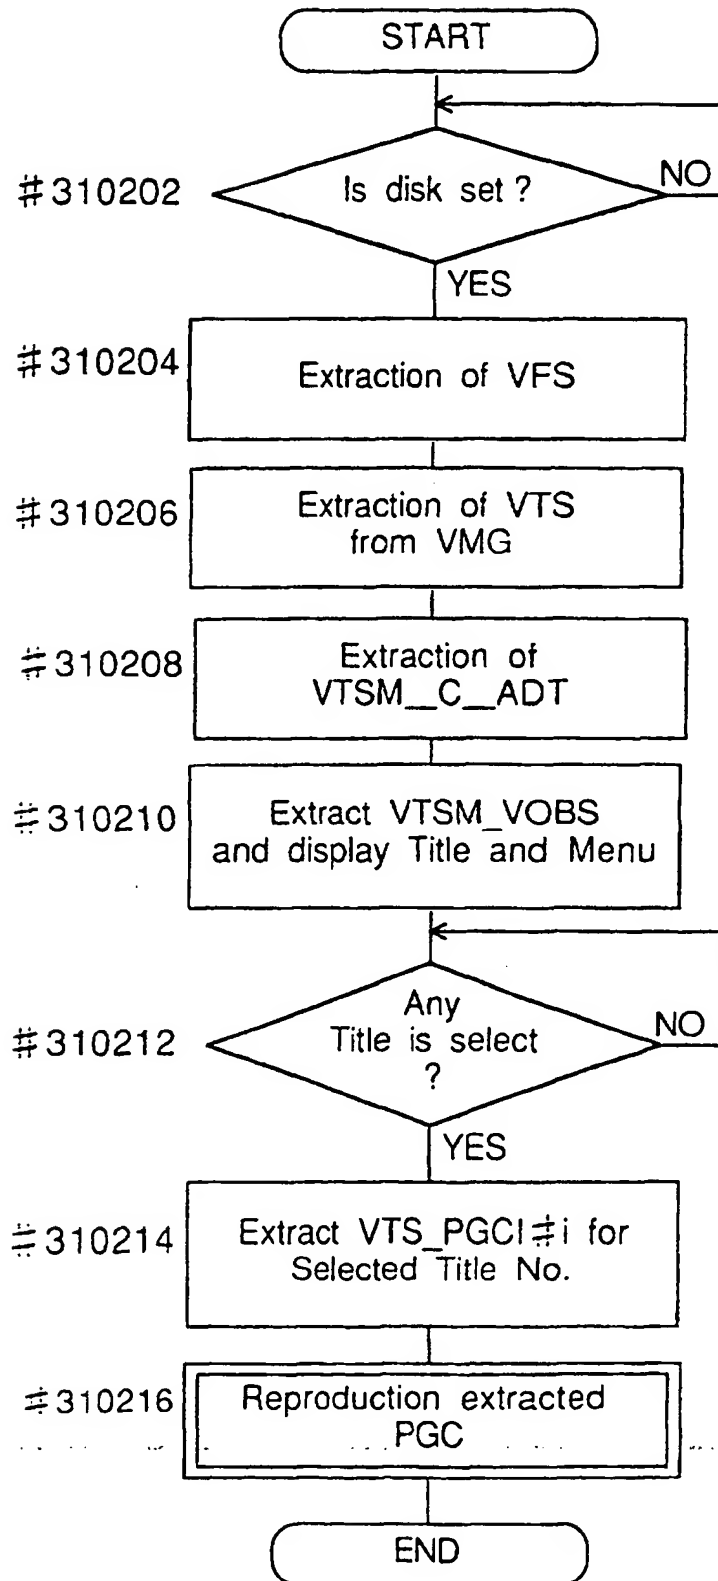 START
#310202
Is disk set ?
NO
YES
#310204
Extraction of VFS
#310206
Extraction of VTS
from VMG
#310208
Extraction of
VTSM__C__ADT
#310210
Extract VTSM_VOBS
and display Title and Menu
#310212
Any
Title is select
?
NO
YES
#310214
Extract VTS_PGCI#i for
Selected Title No.
#310216
Reproduction extracted
PGC
END